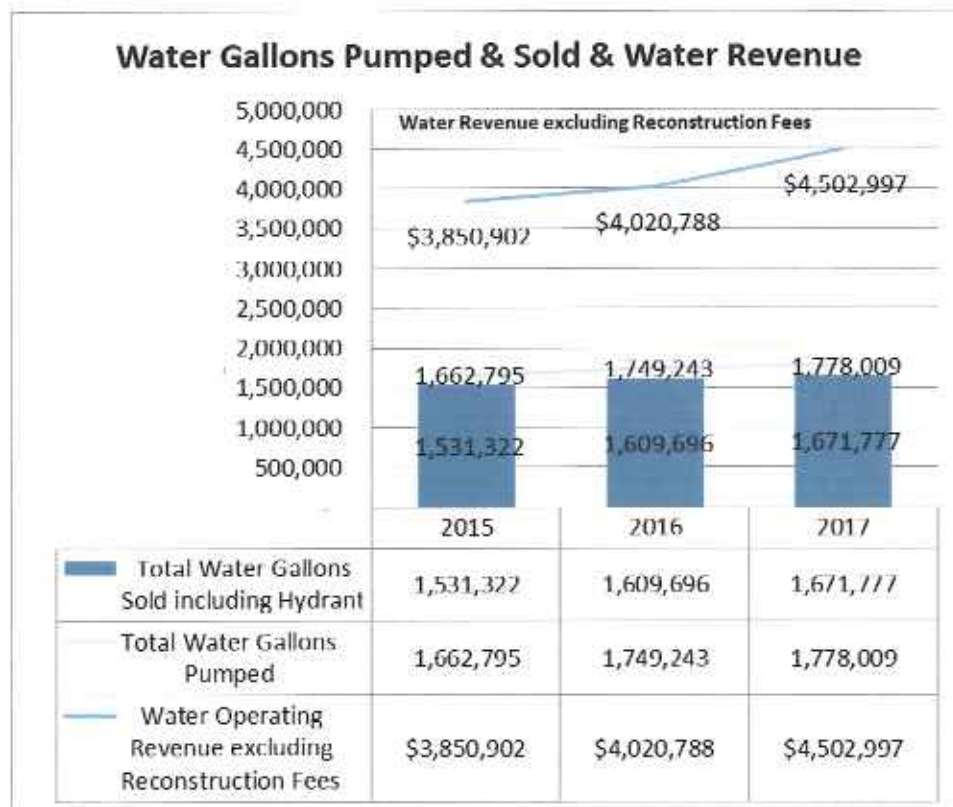 Water Gallons Pumped & Sold & Water Revenue
5,000,000
Water Revenue excluding Reconstruction Fees
4,500,000
4,000,000
$4,502,997
3,500,000
$3,850,902
$4,020,788
3,000,000
2,500,000
2,000,000
1,662,795
1,749,243
1,778,009
1,500,000
1,000,000
1,531,322
1,609,696
1,671,777
500,000
-
2015 2016 2017
Total Water Gallons
Sold including Hydrant
1,531,322 1,609,696 1,671,777
Total Water Gallons
Pumped
1,662,795 1,749,243 1,778,009
Water Operating
Revenue excluding
Reconstruction Fees
$3,850,902 $4,020,788 $4,502,997